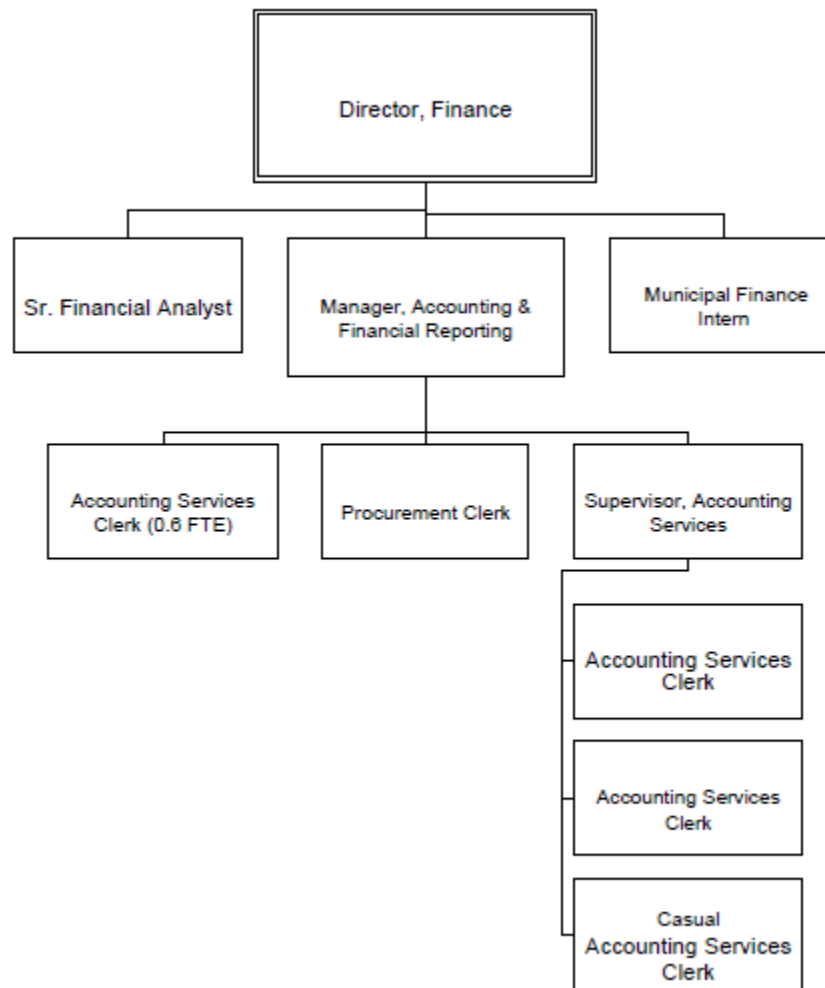 Director, Finance
Sr. Financial Analyst
Manager, Accounting &
Financial Reporting
Municipal Finance
Intern
Accounting Services
Clerk (0.6 FTE)
Procurement Clerk
Supervisor, Accounting
Services
Accounting Services
Clerk
Accounting Services
Clerk
Casual
Accounting Services
Clerk